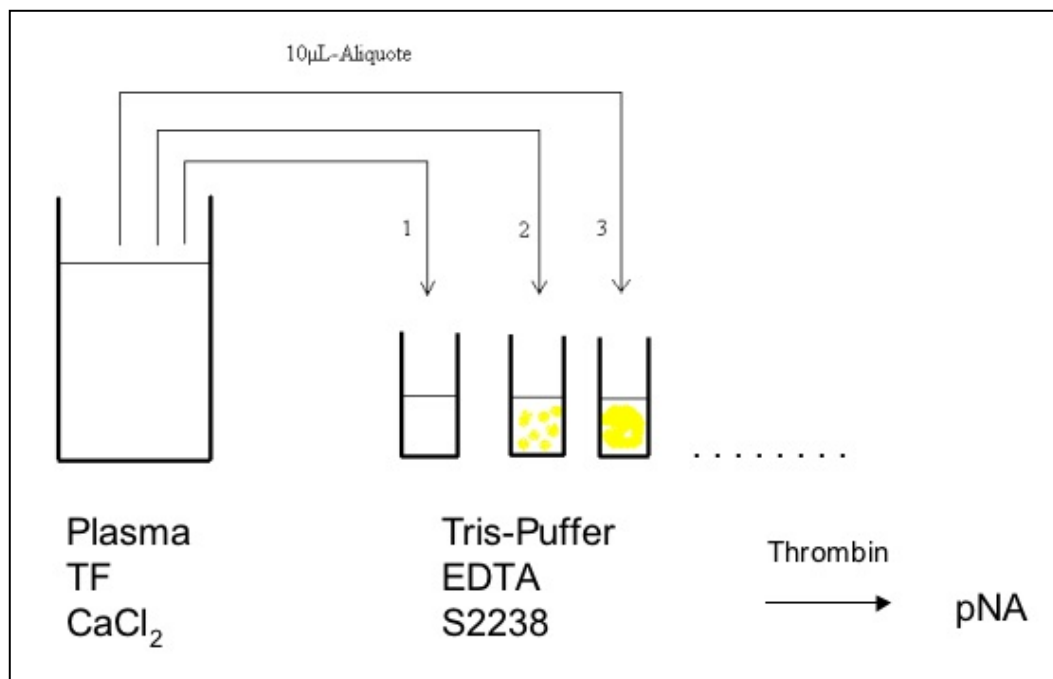 10µL-Aliquote
1
2
3
. . . . . . . .
Plasma
TF
CaCl₂
Tris-Puffer
EDTA
S2238
Thrombin
pNA